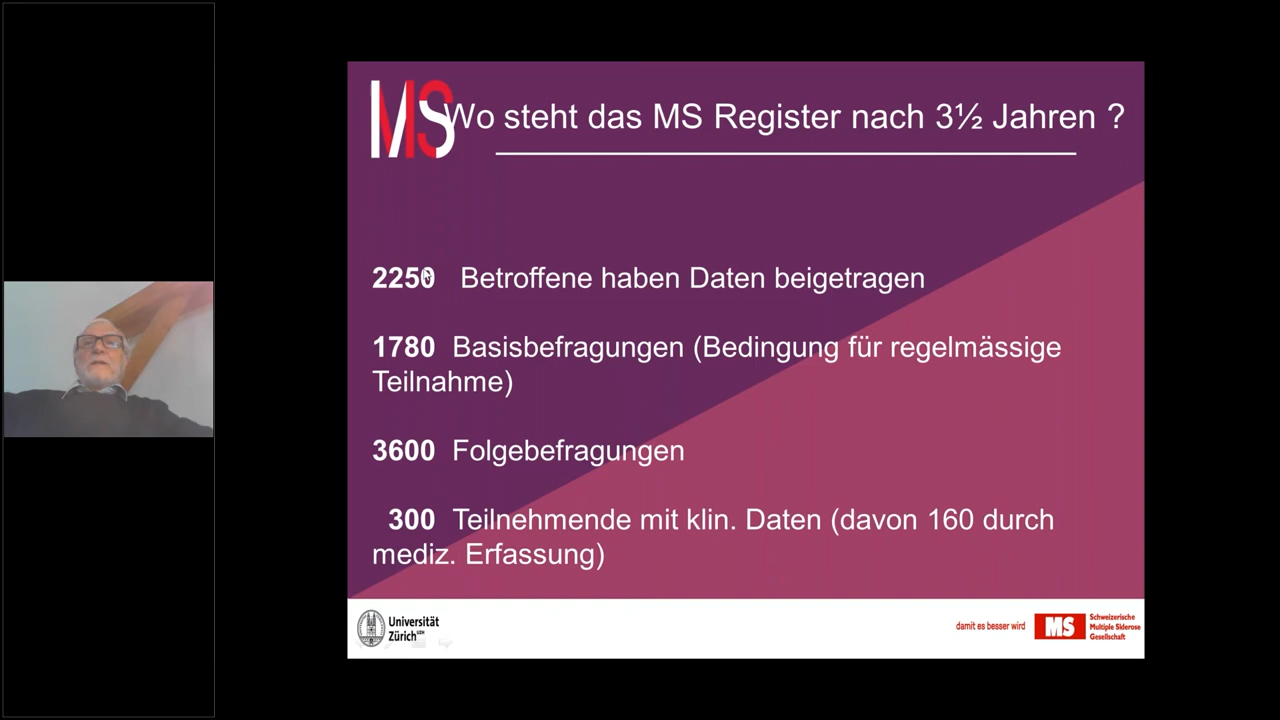 MS
Wo steht das MS Register nach 3½ Jahren ?
2250 Betroffene haben Daten beigetragen
1780 Basisbefragungen (Bedingung für regelmässige
Teilnahme)
3600 Folgebefragungen
300 Teilnehmende mit klin. Daten (davon 160 durch
mediz. Erfassung)
Universität
Zürich UZH
damit es besser wird
MS
Schweizerische
Multiple Sklerose
Gesellschaft